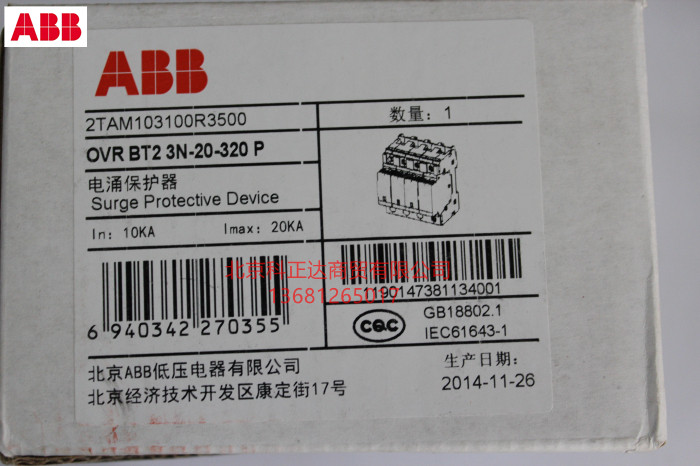 ABB
ABB
2TAM103100R3500
数量：1
OVR BT2 3N-20-320 P
电涌保护器
Surge Protective Device
In: 10KA Imax: 20KA
北京科正达商贸有限公司
13681265017
1190147381134001
6 940342 270355
CQC
GB18802.1
IEC61643-1
北京ABB低压电器有限公司
北京经济技术开发区康定街17号
生产日期：
2014-11-26